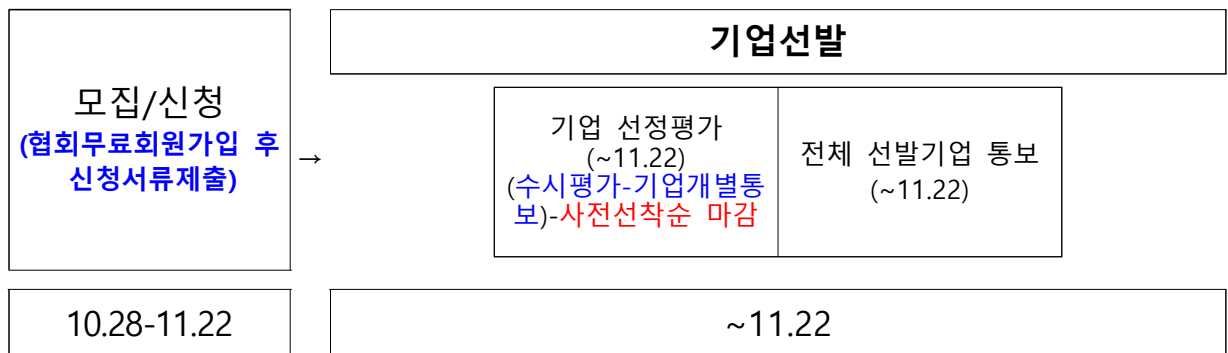 모집/신청
(협회무료회원가입 후
신청서류제출)
→
기업선발
기업 선정평가
(~11.22)
(수시평가-기업개별통
보)-사전선착순 마감
전체 선발기업 통보
(~11.22)
10.28-11.22
~11.22